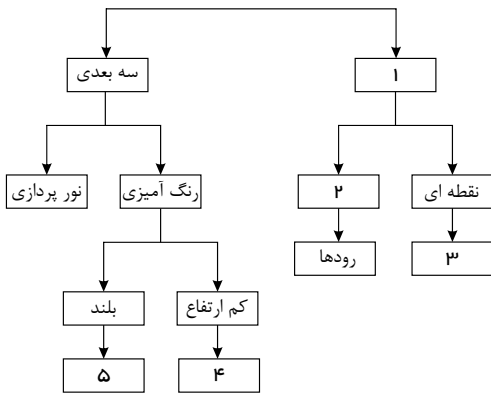 ۱
سه بعدی
نقطه ای
۲
رنگ آمیزی
نور پردازی
۳
رودها
کم ارتفاع
بلند
۴
۵